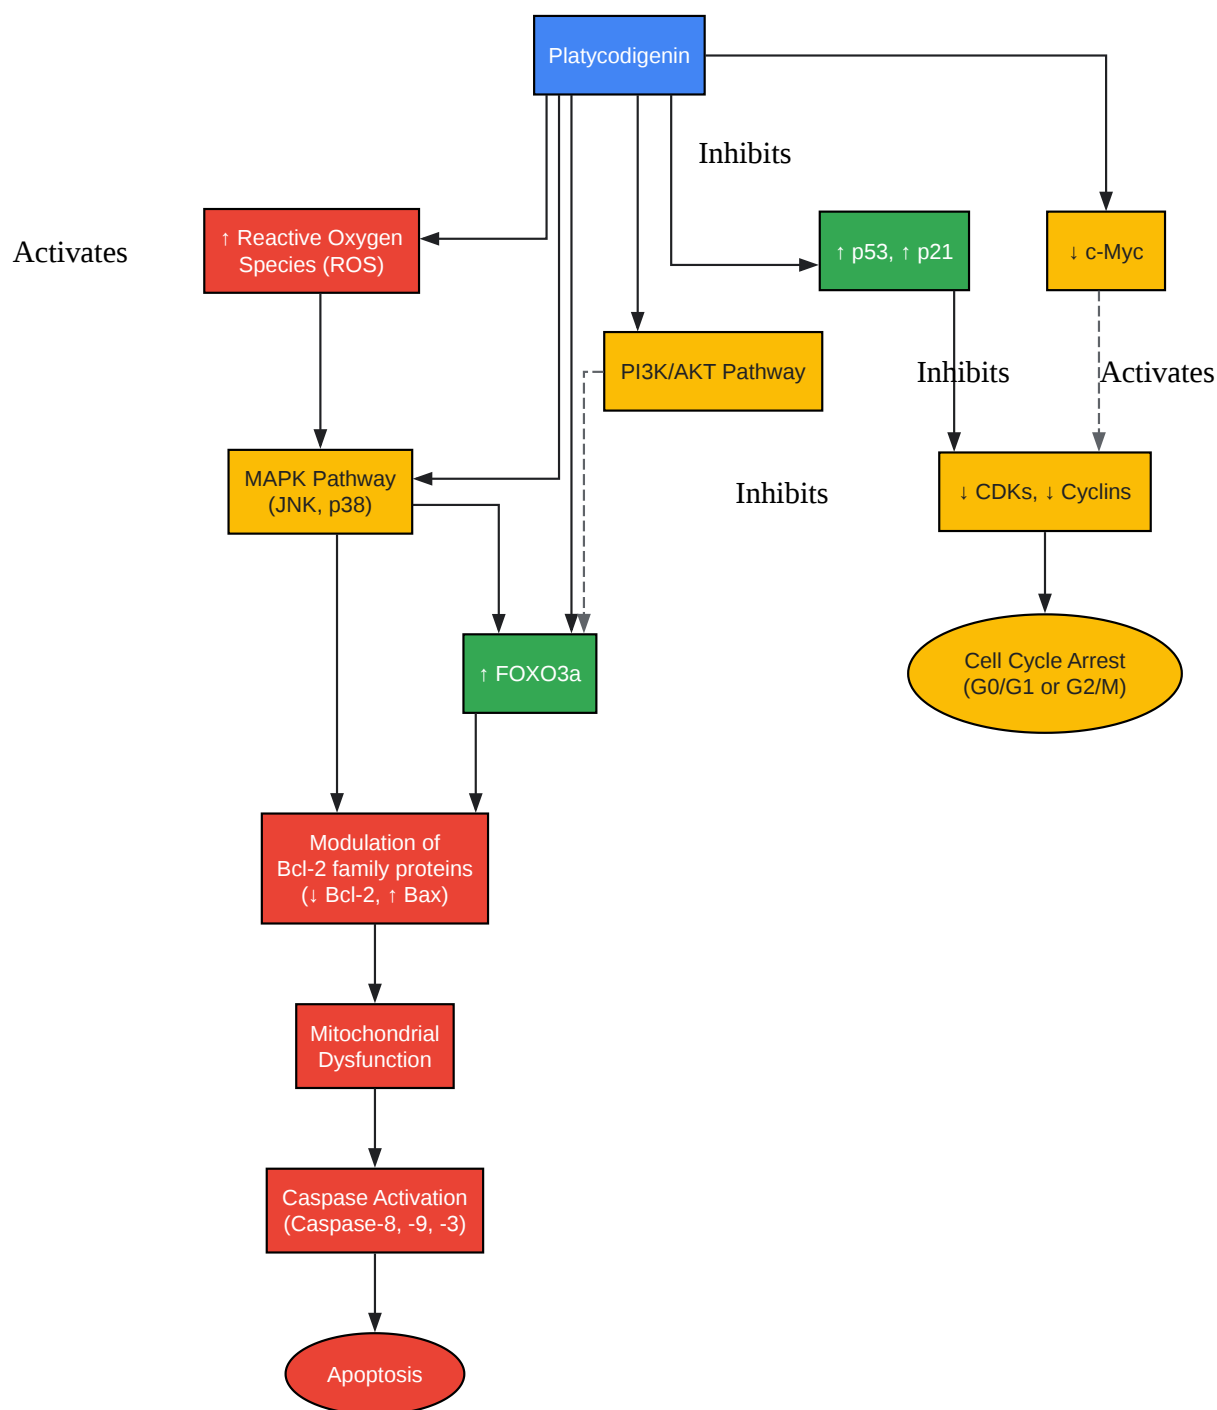 Platycodigenin
Inhibits
Activates
↑ Reactive Oxygen
Species (ROS)
↑ p53, ↑ p21
↓ c-Myc
PI3K/AKT Pathway
Inhibits
Activates
MAPK Pathway
(JNK, p38)
Inhibits
↓ CDKs, ↓ Cyclins
↑ FOXO3a
Cell Cycle Arrest
(G0/G1 or G2/M)
Modulation of
Bcl-2 family proteins
(↓ Bcl-2, ↑ Bax)
Mitochondrial
Dysfunction
Caspase Activation
(Caspase-8, -9, -3)
Apoptosis